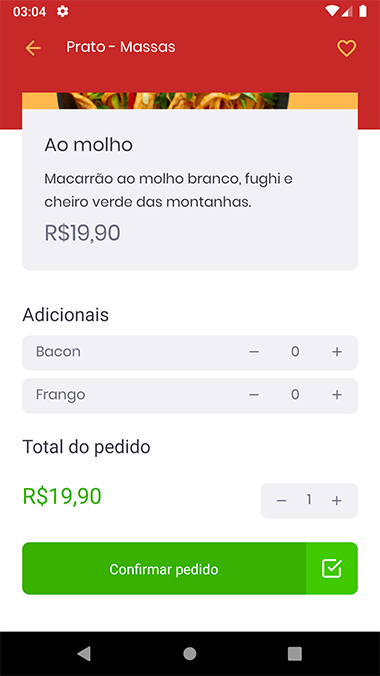 03:04
Prato - Massas
Ao molho
Macarrão ao molho branco, fughi e
cheiro verde das montanhas.
R$19,90
Adicionais
Bacon − 0 +
Frango − 0 +
Total do pedido
R$19,90 − 1 +
Confirmar pedido